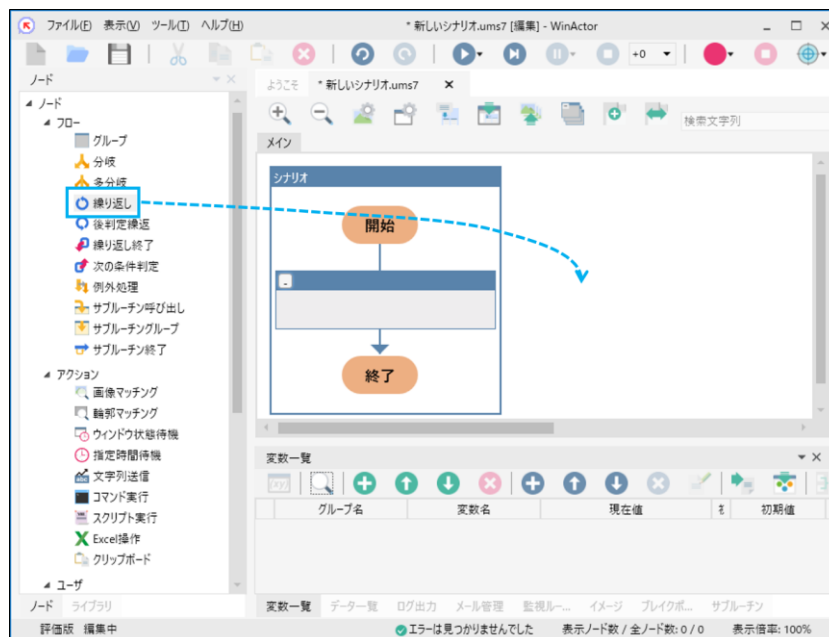 ファイル(F) 表示(V) ツール(T) ヘルプ(H)
* 新しいシナリオ.ums7 [編集] - WinActor
+0
ノード
ようこそ
* 新しいシナリオ.ums7
検索文字列
メイン
ノード
フロー
グループ
分岐
多分岐
繰り返し
後判定繰返
繰り返し終了
次の条件判定
例外処理
サブルーチン呼び出し
サブルーチングループ
サブルーチン終了
アクション
画像マッチング
輪郭マッチング
ウィンドウ状態待機
指定時間待機
文字列送信
コマンド実行
スクリプト実行
Excel操作
クリップボード
ユーザ
ノード ライブラリ
シナリオ
開始
終了
変数一覧
グループ名 変数名 現在値 初期値
変数一覧 データ一覧 ログ出力 メール管理 監視ルー... イメージ ブレイクポ... サブルーチン
評価版 編集中
エラーは見つかりませんでした 表示ノード数 / 全ノード数: 0 / 0 表示倍率: 100%